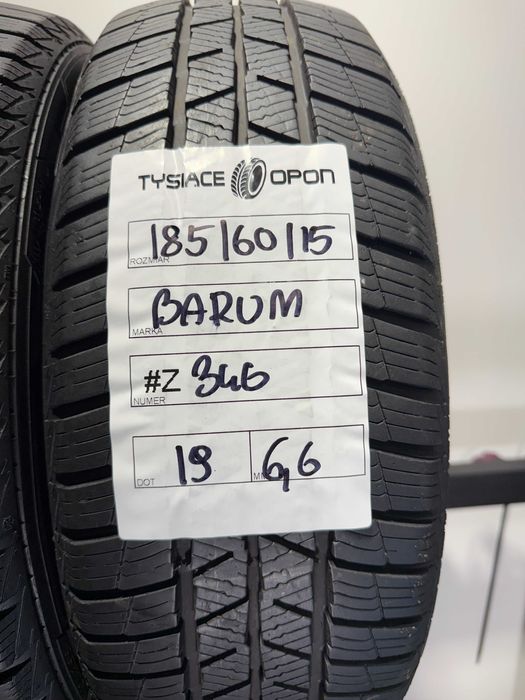 TYSIACE OPON
185/60/15
ROZMIAR
BARUM
MARKA
#Z 346
NUMER
19 6,6
DOT